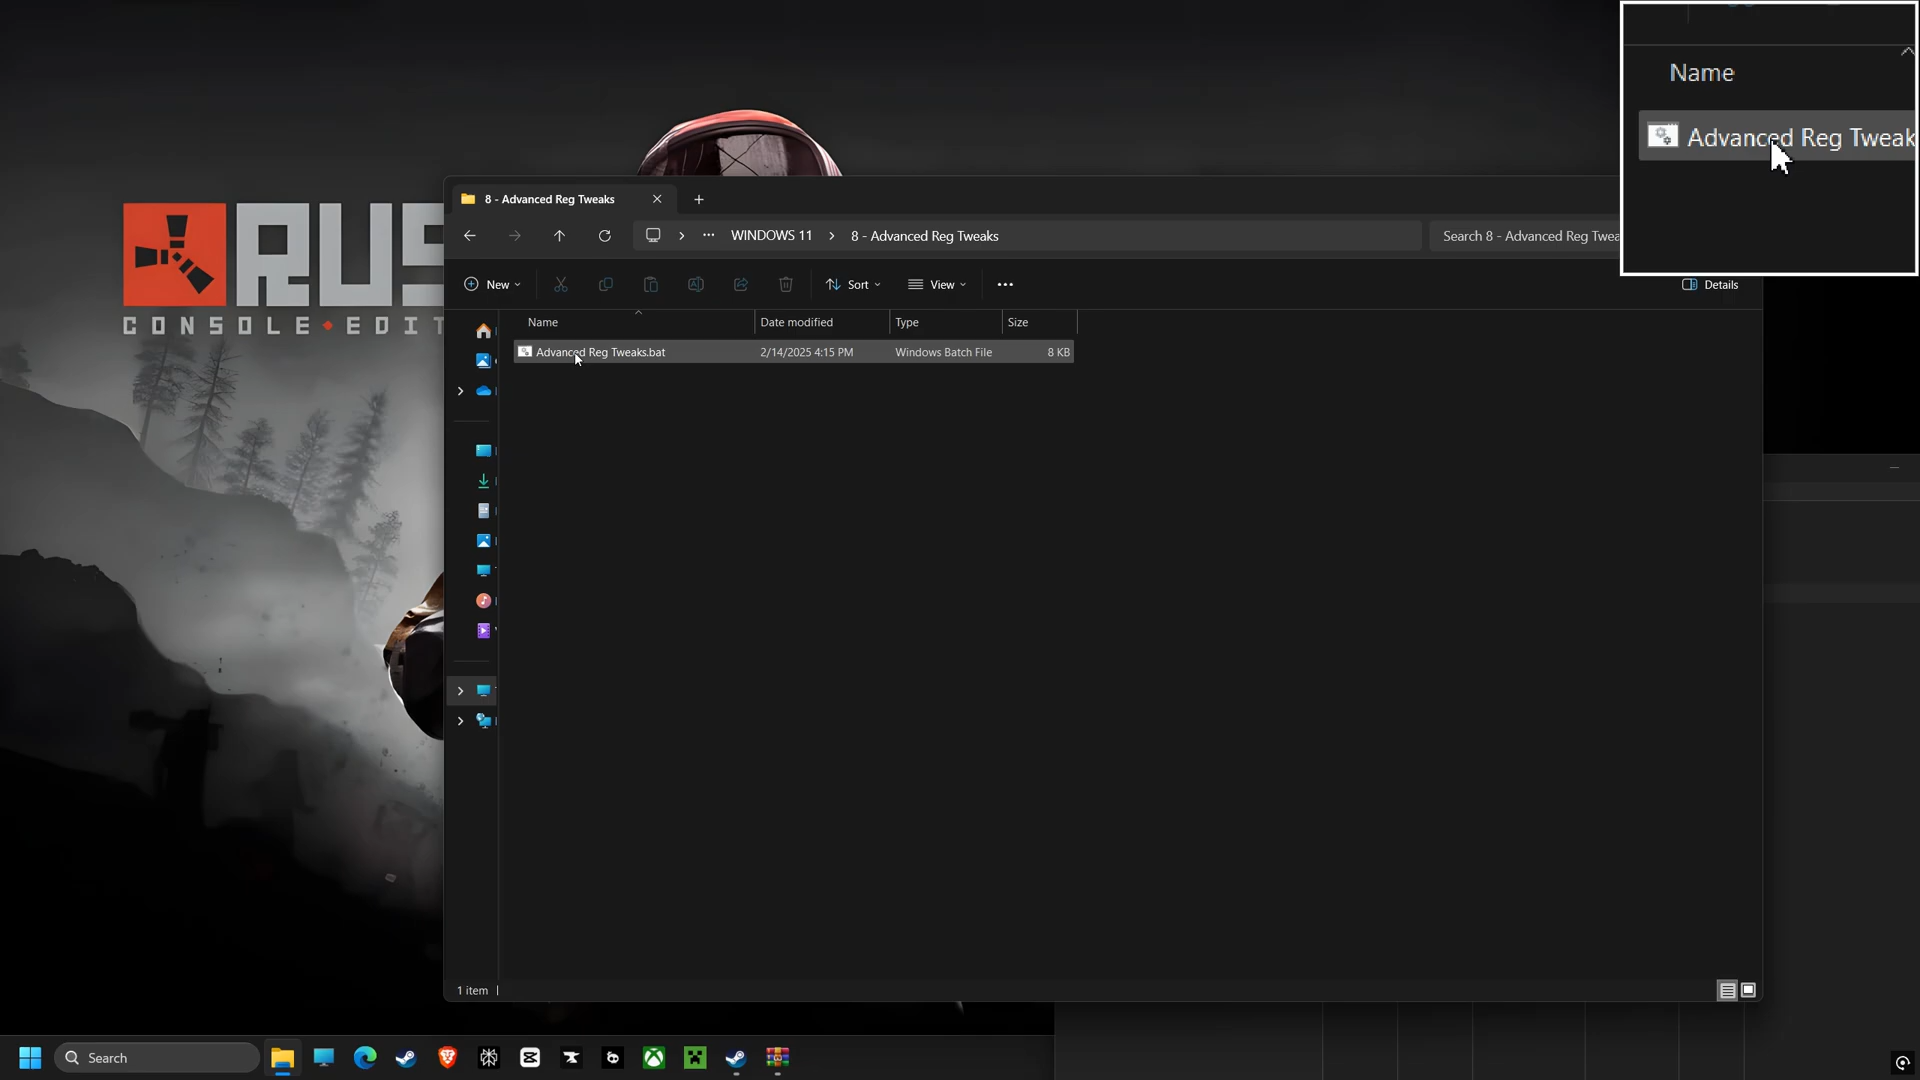 Name
Advanced Reg Tweak
RUS
CONSOLE EDIT
8 - Advanced Reg Tweaks
WINDOWS 11
8 - Advanced Reg Tweaks
Search 8 - Advanced Reg Twea
New
Sort
View
Details
Name
Date modified
Type
Size
Advanced Reg Tweaks.bat
2/14/2025 4:15 PM
Windows Batch File
8 KB
1 item
Search